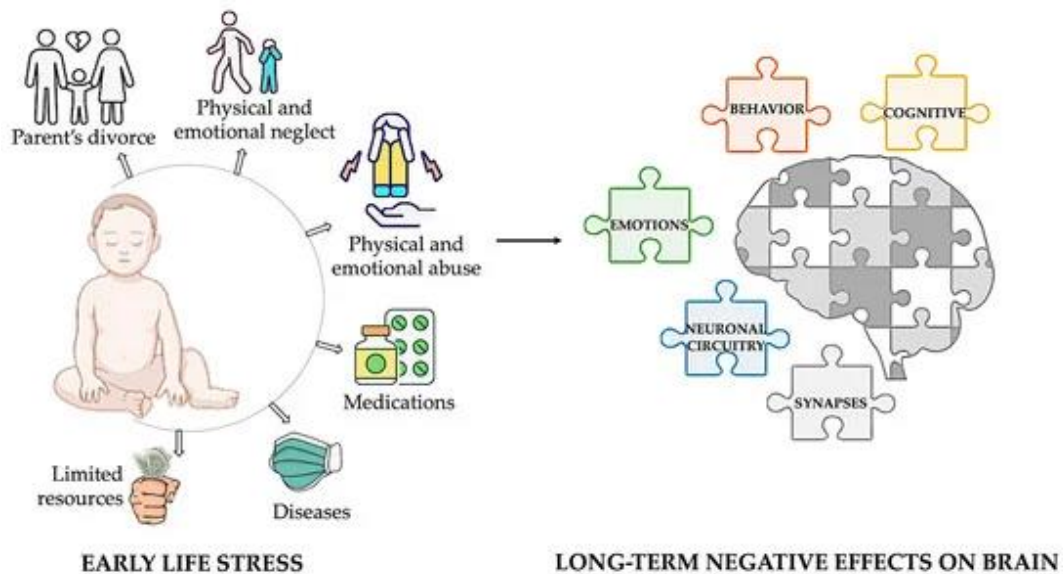 Parent's divorce
Physical and
emotional neglect
Physical and
emotional abuse
Medications
Diseases
Limited
resources
EARLY LIFE STRESS
BEHAVIOR
COGNITIVE
EMOTIONS
NEURONAL
CIRCUITRY
SYNAPSES
LONG-TERM NEGATIVE EFFECTS ON BRAIN